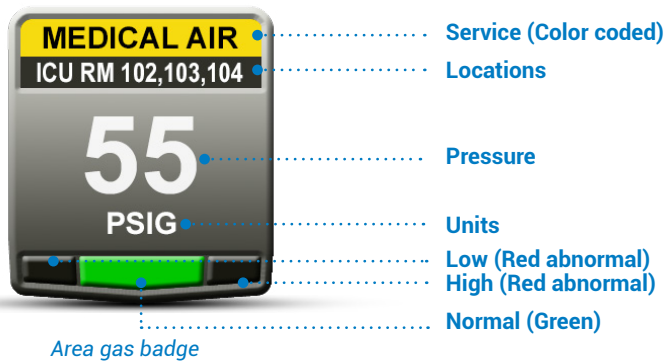 MEDICAL AIR
ICU RM 102,103,104
55
PSIG
Service (Color coded)
Locations
Pressure
Units
Low (Red abnormal)
High (Red abnormal)
Normal (Green)
Area gas badge